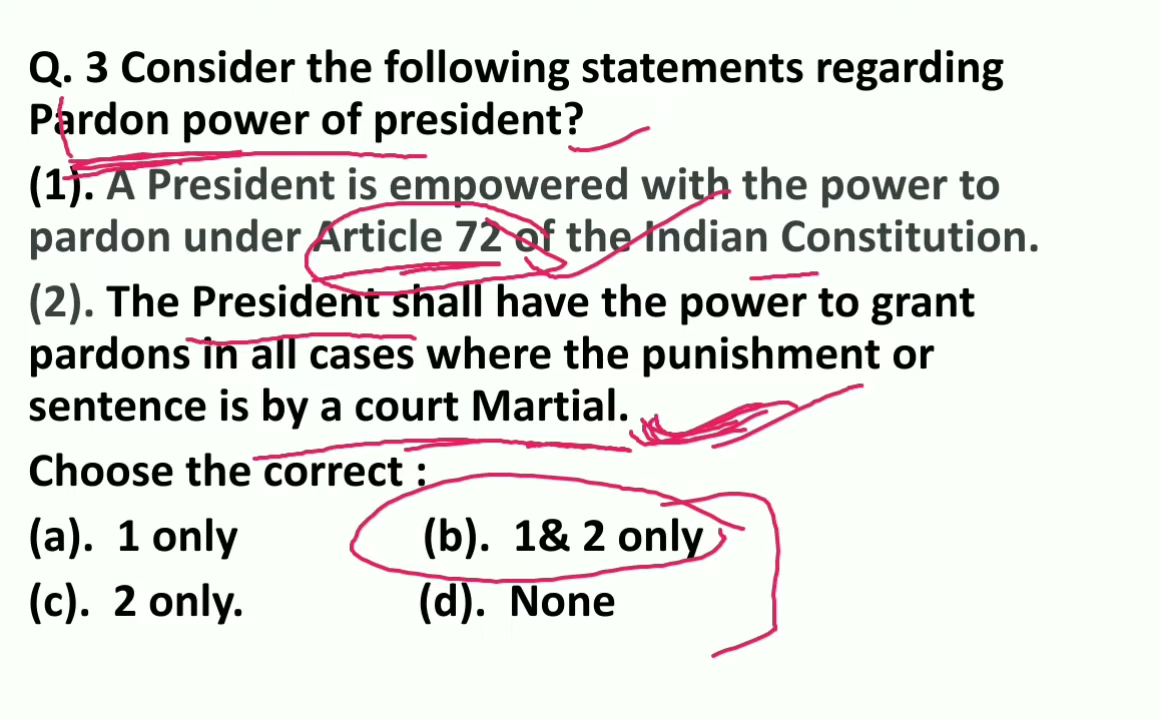 Q. 3 Consider the following statements regarding
Pardon power of president?
(1). A President is empowered with the power to
pardon under Article 72 of the Indian Constitution.
(2). The President shall have the power to grant
pardons in all cases where the punishment or
sentence is by a court Martial.
Choose the correct :
(a). 1 only (b). 1& 2 only
(c). 2 only. (d). None